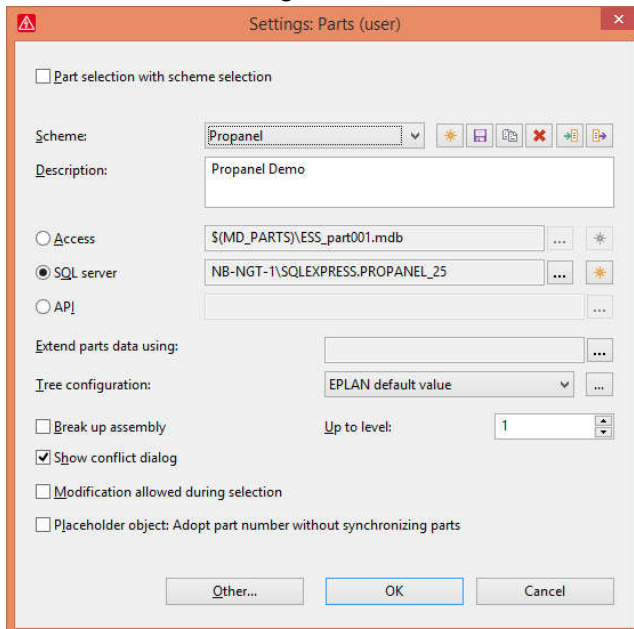 Settings: Parts (user)
Part selection with scheme selection
Scheme: Propanel
Description: Propanel Demo
Access $(MD_PARTS)\ESS_part001.mdb ...
SQL server NB-NGT-1\SQLEXPRESS.PROPANEL_25 ...
API ...
Extend parts data using: ...
Tree configuration: EPLAN default value ...
Break up assembly Up to level: 1
Show conflict dialog
Modification allowed during selection
Placeholder object: Adopt part number without synchronizing parts
Other... OK Cancel